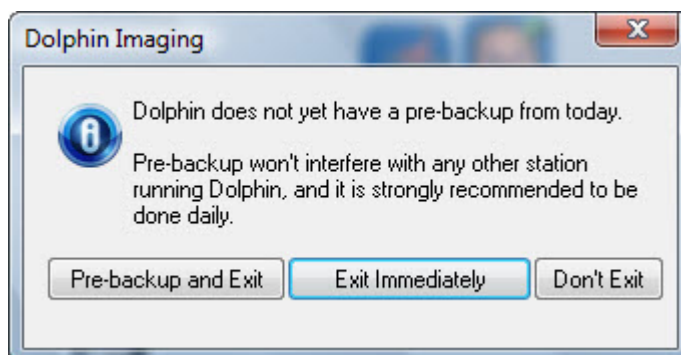 Dolphin Imaging
Dolphin does not yet have a pre-backup from today.
Pre-backup won't interfere with any other station
running Dolphin, and it is strongly recommended to be
done daily.
Pre-backup and Exit
Exit Immediately
Don't Exit